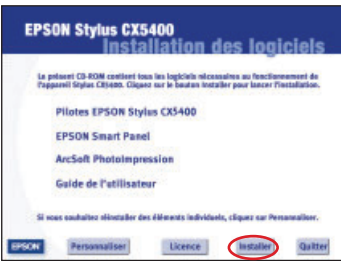 EPSON Stylus CX5400
Installation des logiciels
Le présent CD-ROM contient tous les logiciels nécessaires au fonctionnement de
l'appareil Stylus CX5400. Cliquez sur le bouton Installer pour lancer l'installation.
Pilotes EPSON Stylus CX5400
EPSON Smart Panel
ArcSoft PhotoImpression
Guide de l'utilisateur
Si vous souhaitez réinstaller des éléments individuels, cliquez sur Personnaliser.
EPSON Personnaliser Licence Installer Quitter